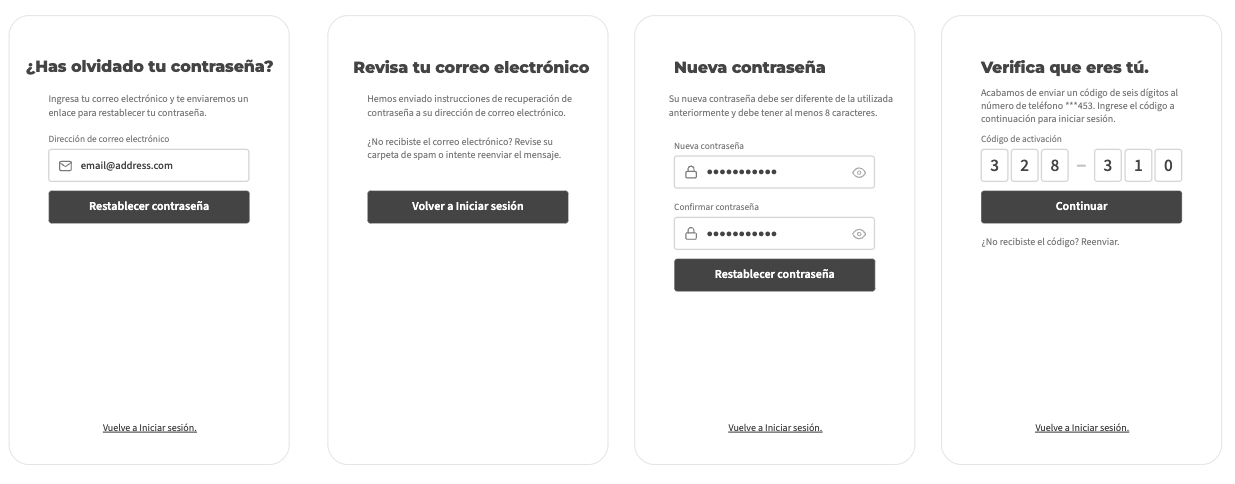 ¿Has olvidado tu contraseña?
Ingresa tu correo electrónico y te enviaremos un
enlace para restablecer tu contraseña.
Dirección de correo electrónico
email@address.com
Restablecer contraseña
Vuelve a Iniciar sesión.
Revisa tu correo electrónico
Hemos enviado instrucciones de recuperación de
contraseña a su dirección de correo electrónico.
¿No recibiste el correo electrónico? Revise su
carpeta de spam o intente reenviar el mensaje.
Volver a Iniciar sesión
Nueva contraseña
Su nueva contraseña debe ser diferente de la utilizada
anteriormente y debe tener al menos 8 caracteres.
Nueva contraseña
•••••••••••
Confirmar contraseña
•••••••••••
Restablecer contraseña
Vuelve a Iniciar sesión.
Verifica que eres tú.
Acabamos de enviar un código de seis dígitos al
número de teléfono ***453. Ingrese el código a
continuación para iniciar sesión.
Código de activación
3 2 8 – 3 1 0
Continuar
¿No recibiste el código? Reenviar.
Vuelve a Iniciar sesión.